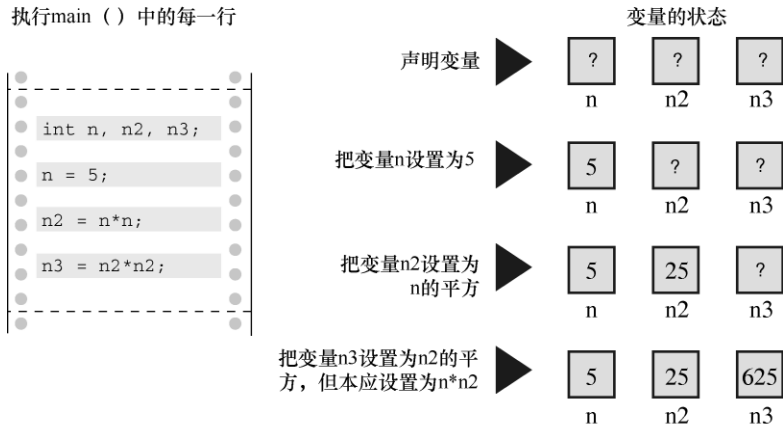 执行main（）中的每一行
变量的状态
int n, n2, n3;
n = 5;
n2 = n*n;
n3 = n2*n2;
声明变量
?
?
?
n
n2
n3
把变量n设置为5
5
?
?
n
n2
n3
把变量n2设置为
n的平方
5
25
?
n
n2
n3
把变量n3设置为n2的平
方，但本应设置为n*n2
5
25
625
n
n2
n3